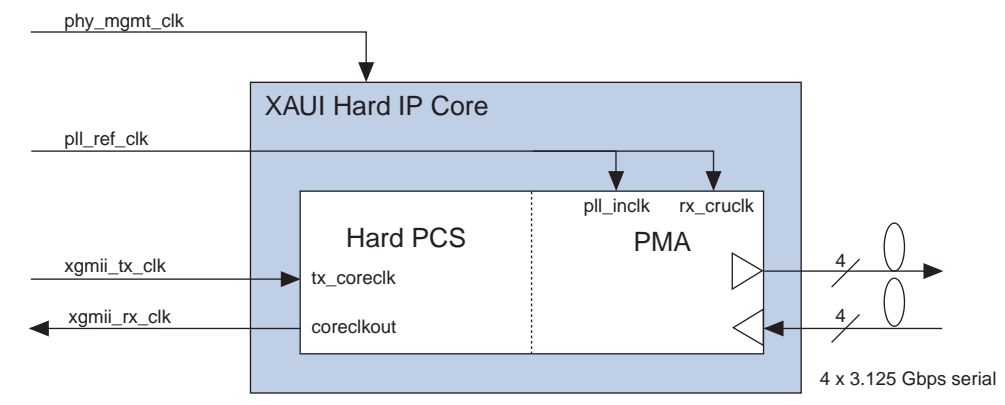 phy_mgmt_clk
XAUI Hard IP Core
pll_ref_clk
pll_inclk rx_cruclk
Hard PCS PMA
xgmii_tx_clk tx_coreclk 4
xgmii_rx_clk coreclkout 4
4 x 3.125 Gbps serial